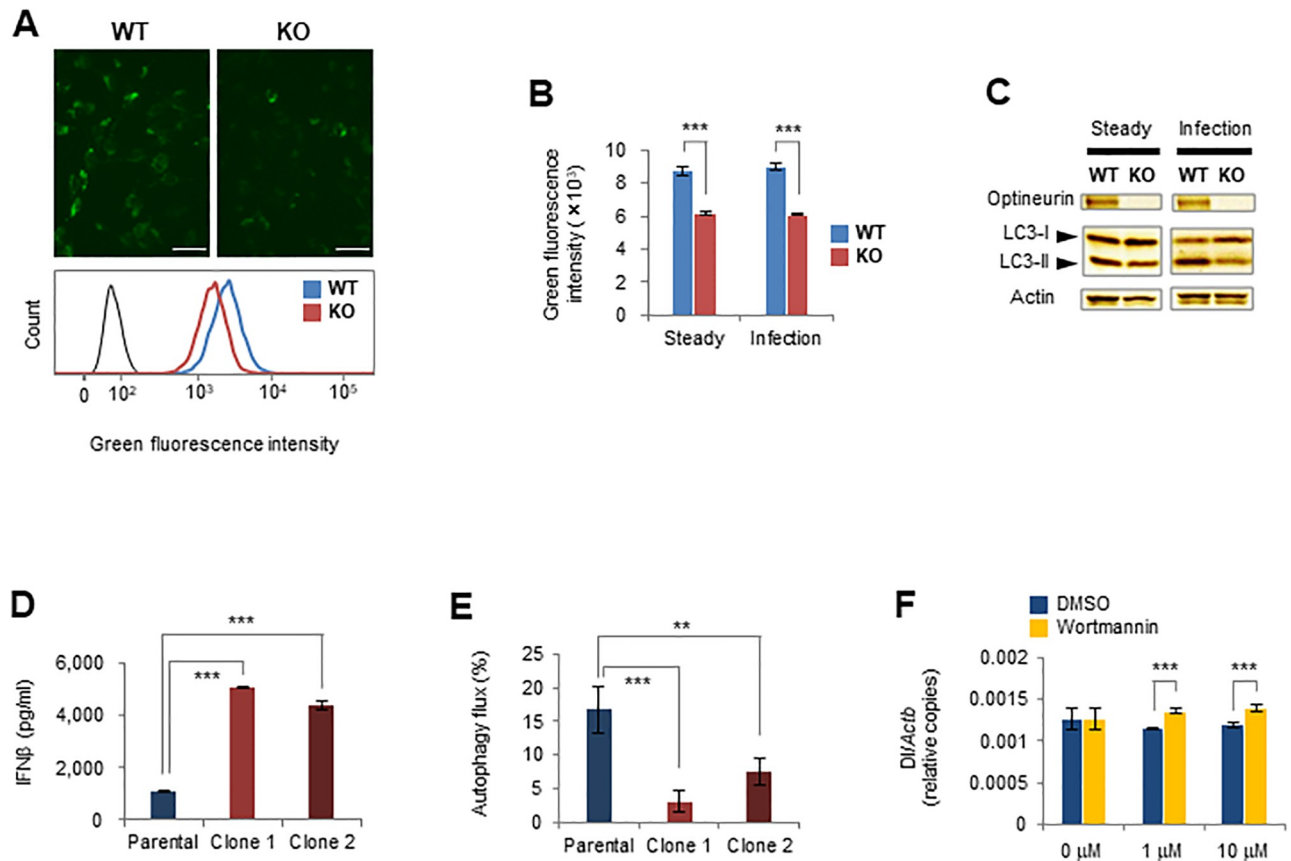 A
WT KO
WT
KO
Count
0 10² 10³ 10⁴ 10⁵
Green fluorescence intensity
B
*** ***
10
8
6
4
2
0
Green fluorescence
intensity (×10³)
WT
KO
Steady Infection
C
Steady Infection
WT KO WT KO
Optineurin
LC3-I
LC3-II
Actin
D
***
***
6,000
4,000
2,000
0
IFNβ (pg/ml)
Parental Clone 1 Clone 2
E
**
***
25
20
15
10
5
0
Autophagy flux (%)
Parental Clone 1 Clone 2
F
DMSO
Wortmannin
*** ***
0.002
0.0015
0.001
0.0005
0
DI/Actb
(relative copies)
0 μM 1 μM 10 μM